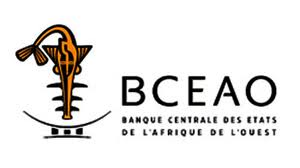 BCEAO
BANQUE CENTRALE DES ETATS
DE L'AFRIQUE DE L'OUEST